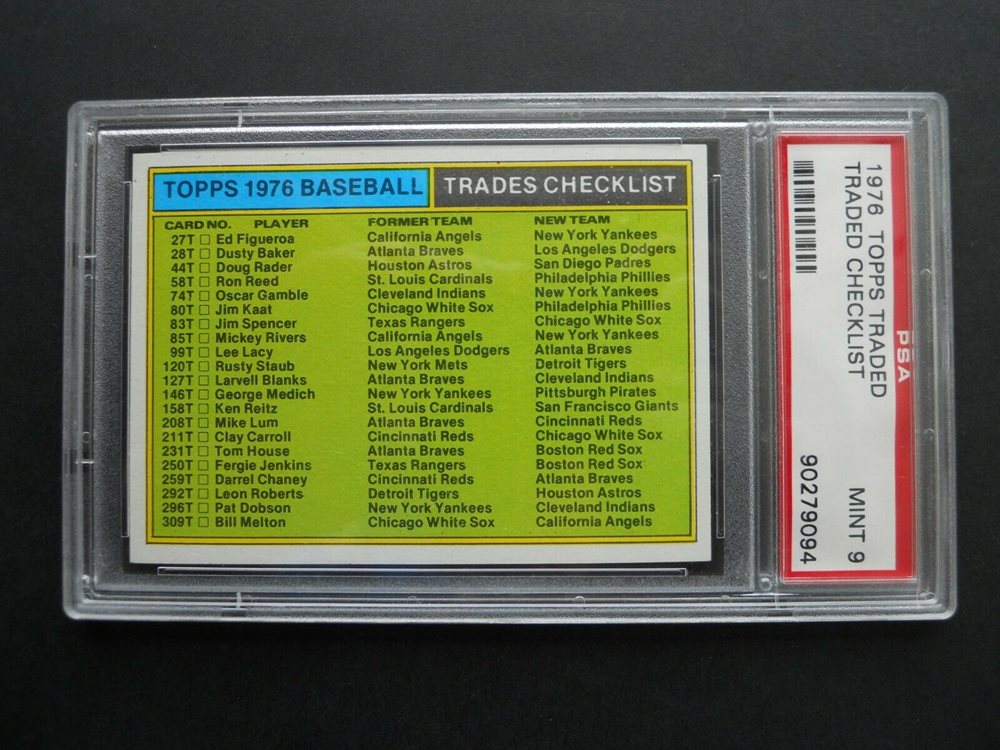 TOPPS 1976 BASEBALL TRADES CHECKLIST
CARD NO. PLAYER FORMER TEAM NEW TEAM
27T Ed Figueroa California Angels New York Yankees
28T Dusty Baker Atlanta Braves Los Angeles Dodgers
44T Doug Rader Houston Astros San Diego Padres
58T Ron Reed St. Louis Cardinals Philadelphia Phillies
74T Oscar Gamble Cleveland Indians New York Yankees
80T Jim Kaat Chicago White Sox Philadelphia Phillies
83T Jim Spencer Texas Rangers Chicago White Sox
85T Mickey Rivers California Angels New York Yankees
99T Lee Lacy Los Angeles Dodgers Atlanta Braves
120T Rusty Staub New York Mets Detroit Tigers
127T Larvell Blanks Atlanta Braves Cleveland Indians
146T George Medich New York Yankees Pittsburgh Pirates
158T Ken Reitz St. Louis Cardinals San Francisco Giants
208T Mike Lum Atlanta Braves Cincinnati Reds
211T Clay Carroll Cincinnati Reds Chicago White Sox
231T Tom House Atlanta Braves Boston Red Sox
250T Fergie Jenkins Texas Rangers Boston Red Sox
259T Darrel Chaney Cincinnati Reds Atlanta Braves
292T Leon Roberts Detroit Tigers Houston Astros
296T Pat Dobson New York Yankees Cleveland Indians
309T Bill Melton Chicago White Sox California Angels
PSA
1976 TOPPS TRADED
TRADED CHECKLIST MINT 9
90279094